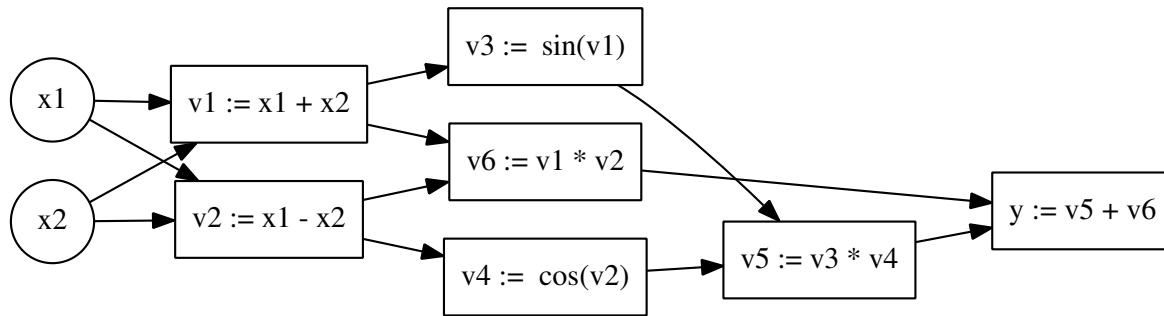 x1
x2
v1 := x1 + x2
v2 := x1 - x2
v3 :=  sin(v1)
v6 := v1 * v2
v4 :=  cos(v2)
v5 := v3 * v4
y := v5 + v6